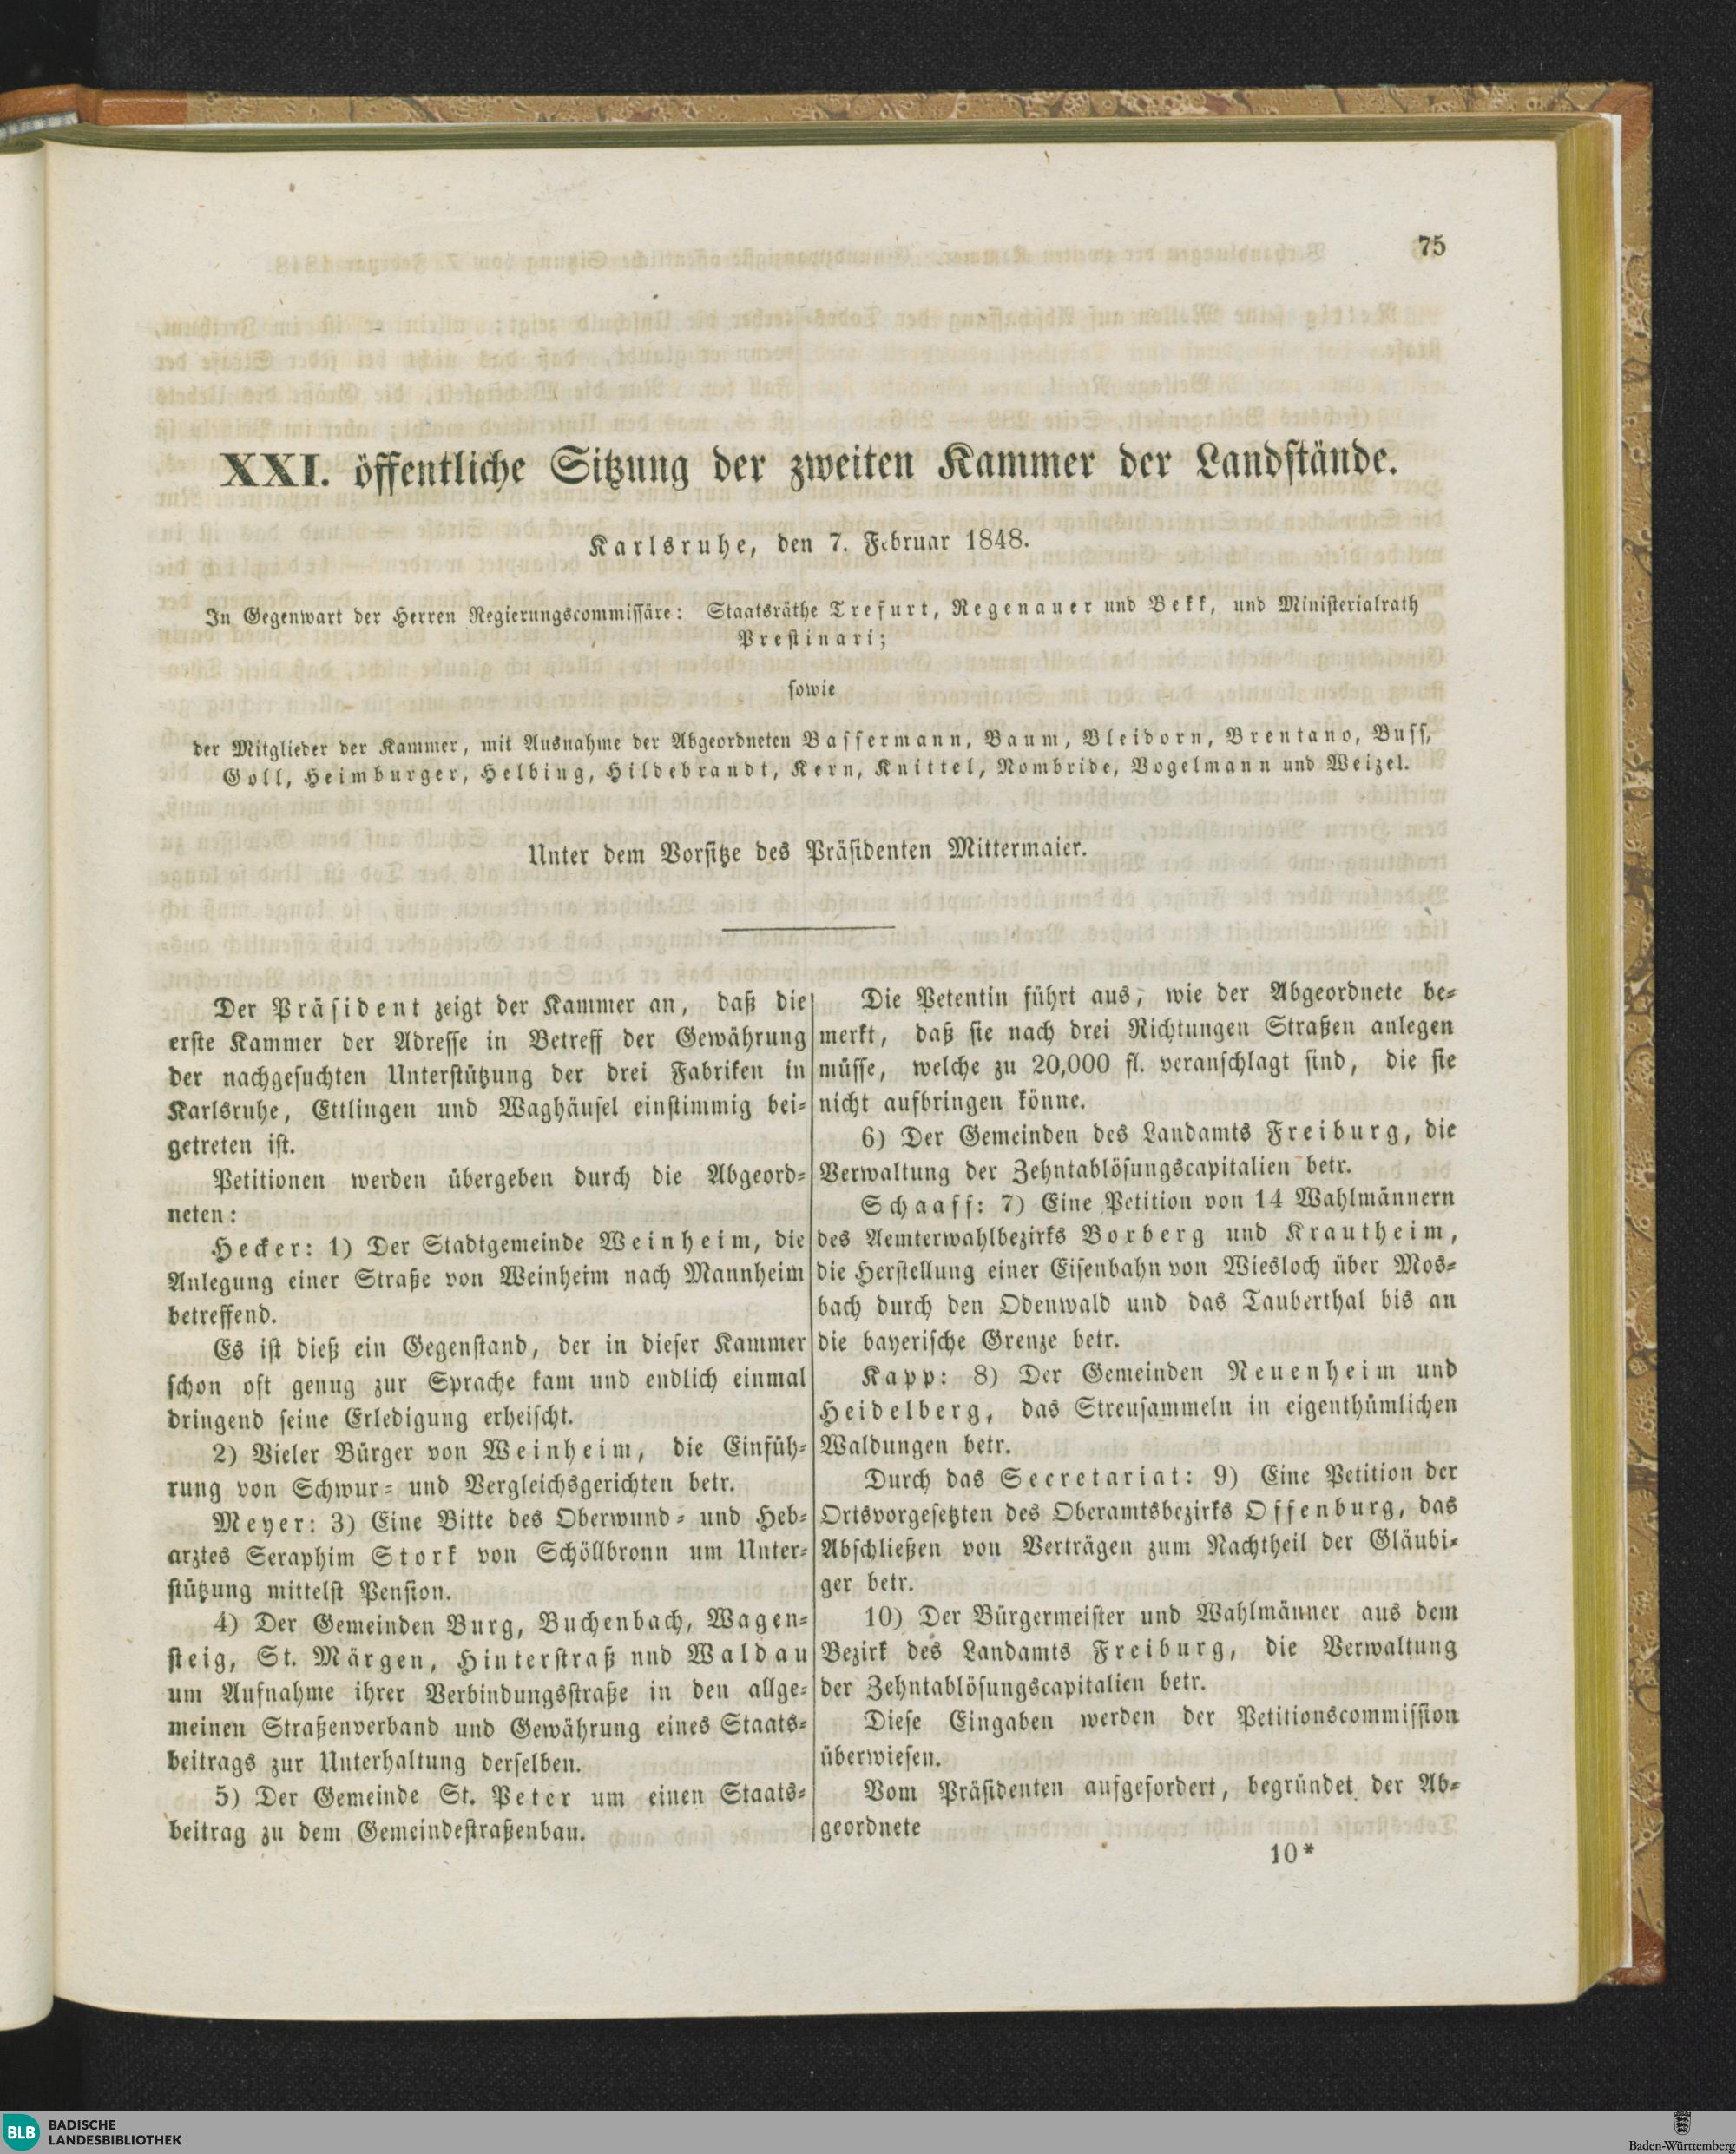 75
XXI. öffentliche Sitzung der zweiten Kammer der Landstände.
Karlsruhe, den 7. Februar 1848.
In Gegenwart der Herren Regierungscommissäre: Staatsräthe Trefurt, Regenauer und Bekk, und Ministerialrath
Prestinari;
sowie
der Mitglieder der Kammer, mit Ausnahme der Abgeordneten Bassermann, Baum, Bleidorn, Brentano, Buss,
Goll, Heimburger, Helbing, Hildebrandt, Kern, Knittel, Rombride, Vogelmann und Weizel.
Unter dem Vorsitze des Präsidenten Mittermaier.
Der Präsident zeigt der Kammer an, daß die
erste Kammer der Adresse in Betreff der Gewährung
der nachgesuchten Unterstützung der drei Fabriken in
Karlsruhe, Ettlingen und Waghäusel einstimmig bei-
getreten ist.
Petitionen werden übergeben durch die Abgeord-
neten:
Hecker: 1) Der Stadtgemeinde Weinheim, die
Anlegung einer Straße von Weinheim nach Mannheim
betreffend.
Es ist dieß ein Gegenstand, der in dieser Kammer
schon oft genug zur Sprache kam und endlich einmal
dringend seine Erledigung erheischt.
2) Vieler Bürger von Weinheim, die Einfüh-
rung von Schwur- und Vergleichsgerichten betr.
Meyer: 3) Eine Bitte des Oberwund- und Heb-
arztes Seraphim Stork von Schöllbronn um Unter-
stützung mittelst Pension.
4) Der Gemeinden Burg, Buchenbach, Wagen-
steig, St. Märgen, Hinterstraß nnd Waldau
um Aufnahme ihrer Verbindungsstraße in den allge-
meinen Straßenverband und Gewährung eines Staats-
beitrags zur Unterhaltung derselben.
5) Der Gemeinde St. Peter um einen Staats-
beitrag zu dem Gemeindestraßenbau.
Die Petentin führt aus, wie der Abgeordnete be-
merkt, daß sie nach drei Richtungen Straßen anlegen
müsse, welche zu 20,000 fl. veranschlagt sind, die sie
nicht aufbringen könne.
6) Der Gemeinden des Landamts Freiburg, die
Verwaltung der Zehntablösungscapitalien betr.
Schaaff: 7) Eine Petition von 14 Wahlmännern
des Aemterwahlbezirks Borberg und Krautheim,
die Herstellung einer Eisenbahn von Wiesloch über Mos-
bach durch den Odenwald und das Tauberthal bis an
die bayerische Grenze betr.
Kapp: 8) Der Gemeinden Neuenheim und
Heidelberg, das Streusammeln in eigenthümlichen
Waldungen betr.
Durch das Secretariat: 9) Eine Petition der
Ortsvorgesetzten des Oberamtsbezirks Offenburg, das
Abschließen von Verträgen zum Nachtheil der Gläubi-
ger betr.
10) Der Bürgermeister und Wahlmänner aus dem
Bezirk des Landamts Freiburg, die Verwaltung
der Zehntablösungscapitalien betr.
Diese Eingaben werden der Petitionscommission
überwiesen.
Vom Präsidenten aufgefordert, begründet der Ab-
geordnete
10*
BLB BADISCHE
LANDESBIBLIOTHEK
Baden-Württemberg